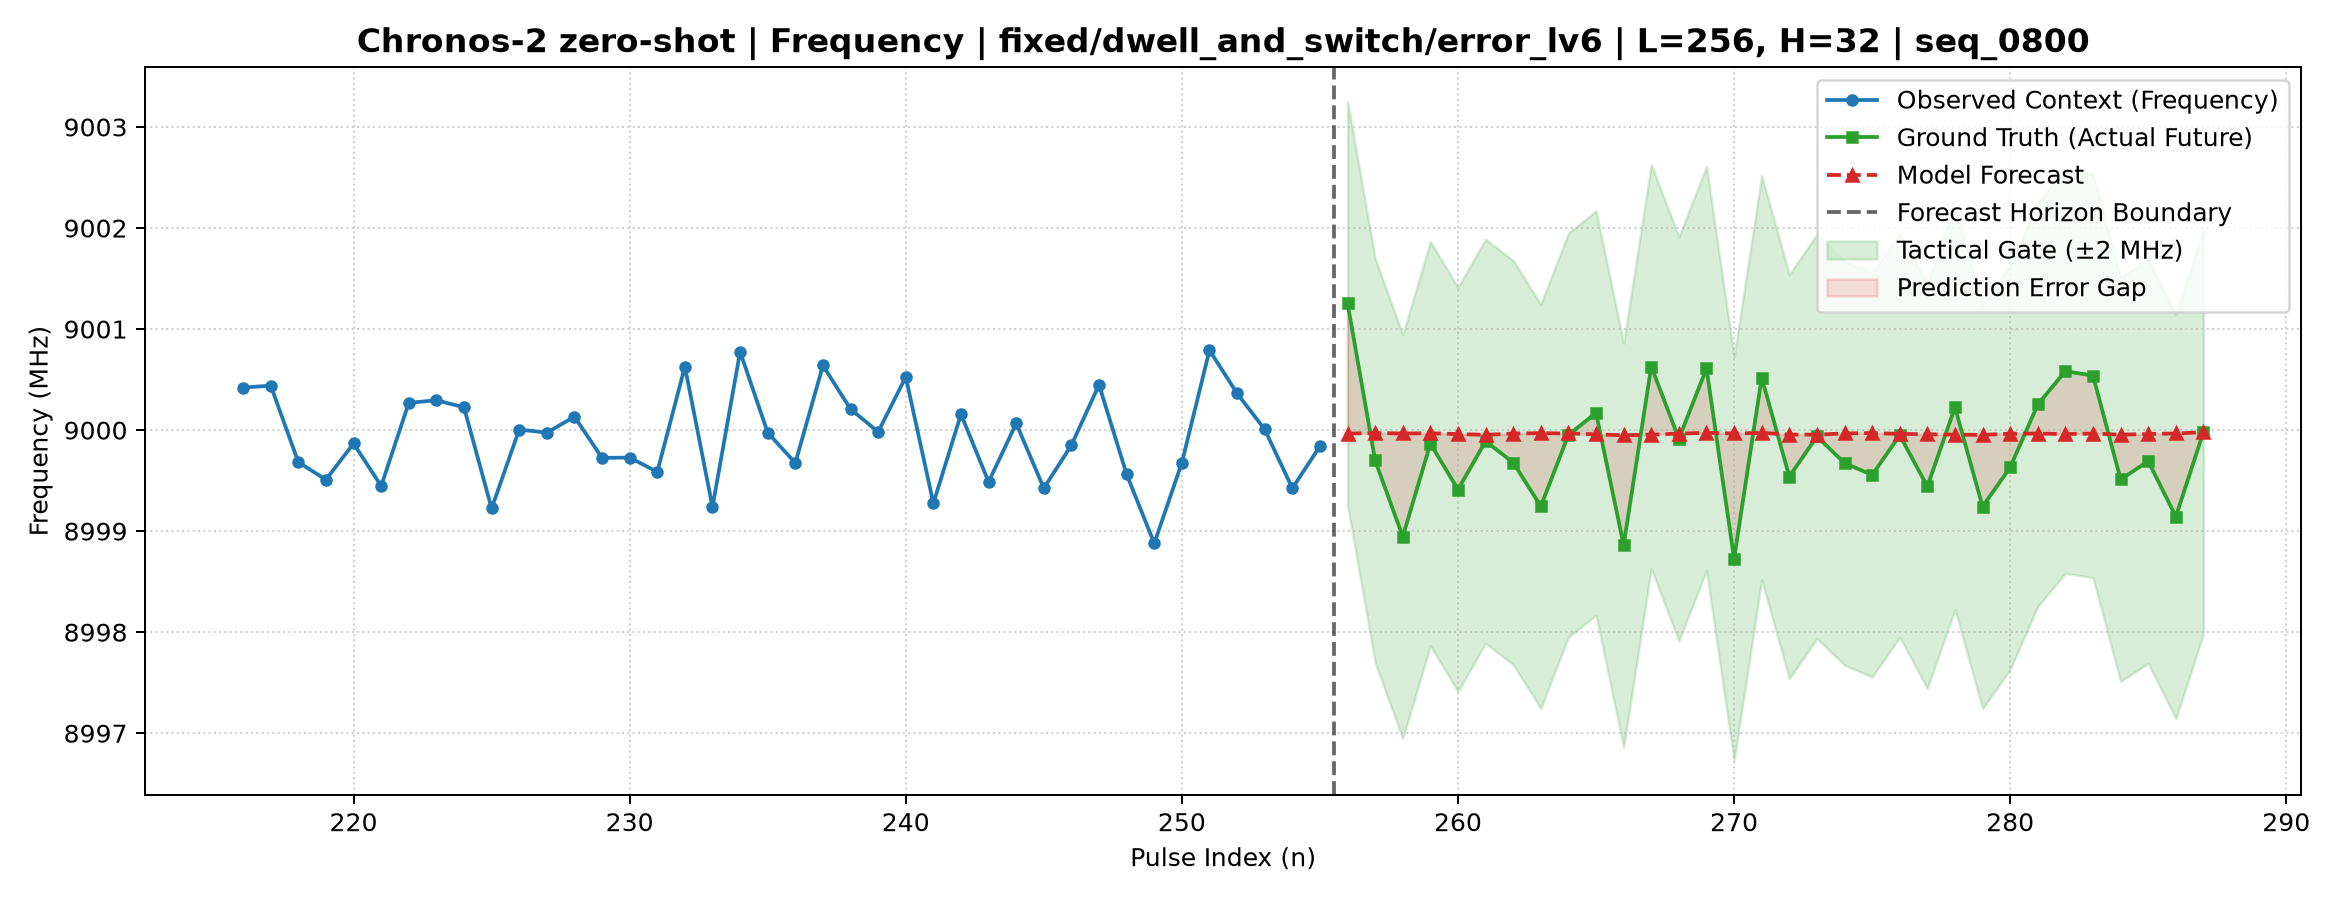 Chronos-2 zero-shot | Frequency | fixed/dwell_and_switch/error_lv6 | L=256, H=32 | seq_0800
Observed Context (Frequency)
Ground Truth (Actual Future)
Model Forecast
Forecast Horizon Boundary
Tactical Gate (±2 MHz)
Prediction Error Gap
Frequency (MHz)
9003
9002
9001
9000
8999
8998
8997
220 230 240 250 260 270 280 290
Pulse Index (n)